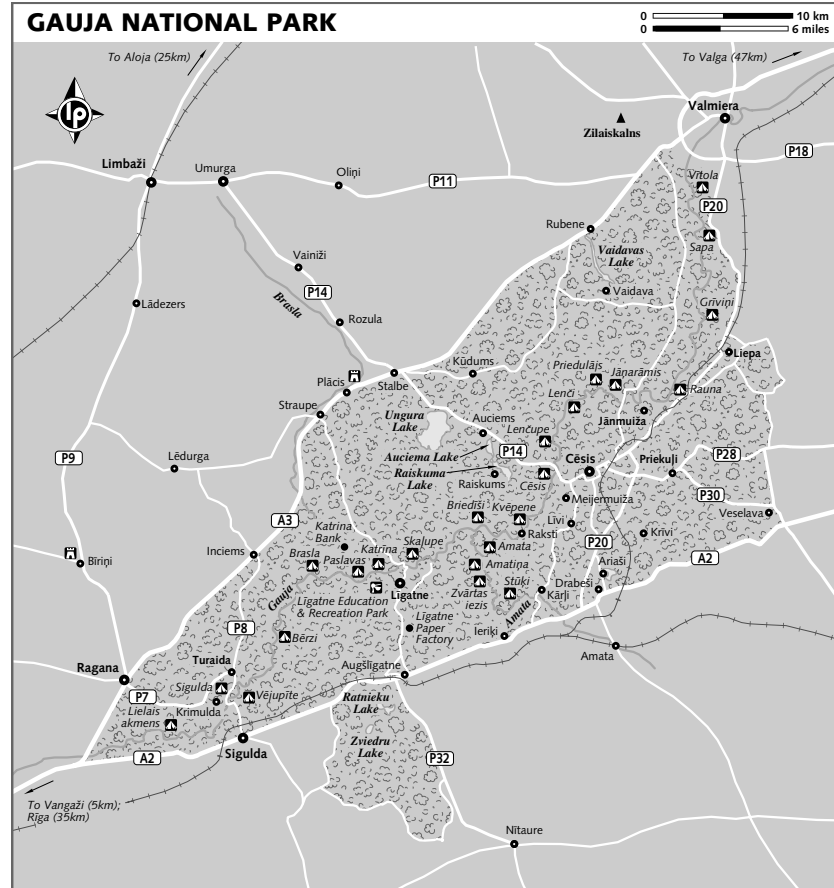 GAUJA NATIONAL PARK
0 10 km
0 6 miles
To Aloja (25km)
To Valga (47km)
lp
Valmiera
Zilaiskalns
P18
Limbaži
Umurga
Oliņi
P11
Vītola
P20
Rubene
Sapa
Vaidavas
Lake
Vainiži
Vaidava
P14
Brasla
Lādezers
Grīviņi
Rozula
Liepa
Kūdums
Priedulājs
Jāņarāmis
Stalbe
Plācis
Rauna
Lenči
Straupe
Ungura
Lake
Jānmuiža
Auciems
Lenčupe
P14
Auciema Lake
Raiskuma
Lake
Cēsis
Priekuļi
P28
P9
Lēdurga
Raiskums
Cēsis
P30
Meijermuiža
Veselava
Briedīši
Kvēpene
A3
Līvi
Katrīna
Bank
Skaļupe
Raksti
P20
Krīvi
Inciems
Amata
A2
Bīriņi
Brasla
Paslavas
Katrīna
Amatiņa
Āriaši
Līgatne
Zvārtas
iezis
Stūķi
Drabeši
Kārļi
Gauja
Līgatne Education
& Recreation Park
Amata
P8
Līgatne
Paper
Factory
Bērzi
Ieriķi
Amata
Turaida
Ragana
Augšlīgatne
Sigulda
P7
Vējupīte
Ratnieku
Lake
Krimulda
Lielais
akmens
Zviedru
Lake
Sigulda
A2
P32
To Vangaži (5km);
Rīga (35km)
Nītaure